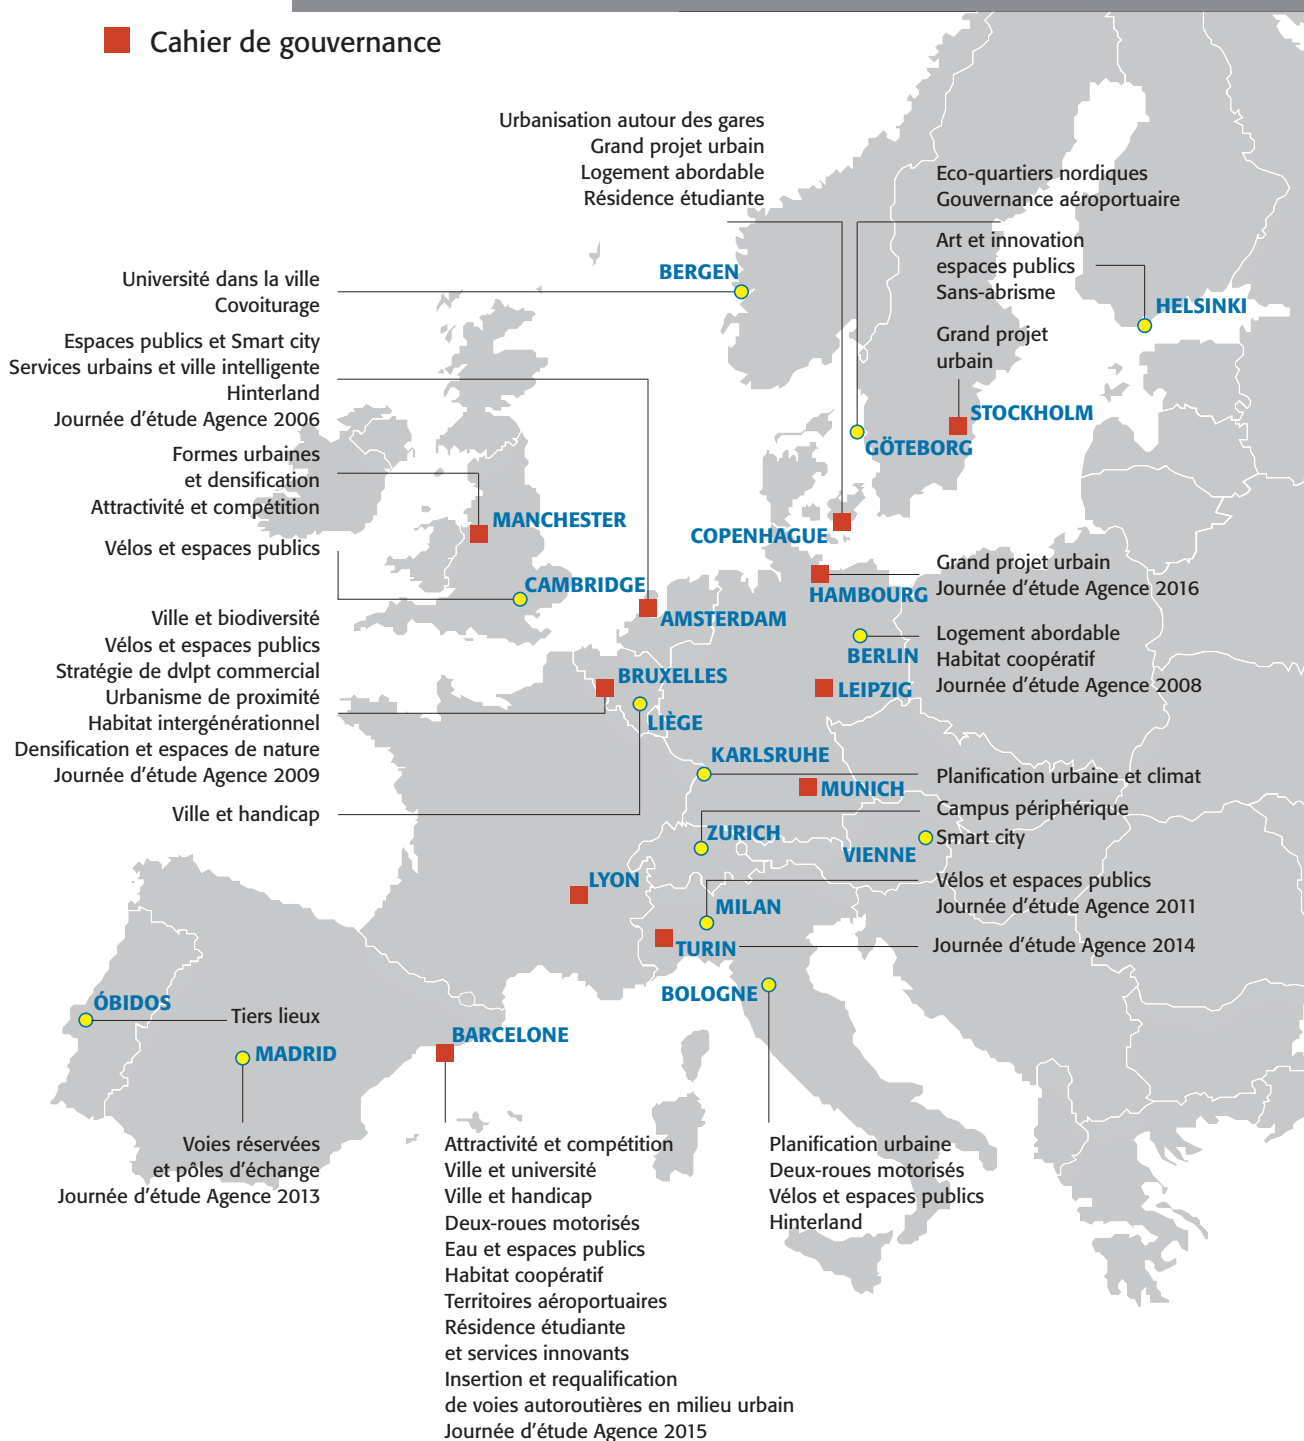 Cahier de gouvernance
Urbanisation autour des gares
Grand projet urbain
Logement abordable
Résidence étudiante
Eco-quartiers nordiques
Gouvernance aéroportuaire
Art et innovation
espaces publics
Sans-abrisme
HELSINKI
Grand projet
urbain
STOCKHOLM
GÖTEBORG
BERGEN
Université dans la ville
Covoiturage
Espaces publics et Smart city
Services urbains et ville intelligente
Hinterland
Journée d'étude Agence 2006
Formes urbaines
et densification
Attractivité et compétition
MANCHESTER
COPENHAGUE
Vélos et espaces publics
CAMBRIDGE
AMSTERDAM
HAMBOURG
Grand projet urbain
Journée d'étude Agence 2016
Ville et biodiversité
Vélos et espaces publics
Stratégie de dvlpt commercial
Urbanisme de proximité
Habitat intergénérationnel
Densification et espaces de nature
Journée d'étude Agence 2009
BRUXELLES
LIÈGE
Ville et handicap
BERLIN
Logement abordable
Habitat coopératif
Journée d'étude Agence 2008
LEIPZIG
KARLSRUHE
Planification urbaine et climat
MUNICH
Campus périphérique
ZURICH
VIENNE
Smart city
LYON
MILAN
Vélos et espaces publics
Journée d'étude Agence 2011
TURIN
Journée d'étude Agence 2014
BOLOGNE
ÓBIDOS
Tiers lieux
MADRID
BARCELONE
Voies réservées
et pôles d'échange
Journée d'étude Agence 2013
Attractivité et compétition
Ville et université
Ville et handicap
Deux-roues motorisés
Eau et espaces publics
Habitat coopératif
Territoires aéroportuaires
Résidence étudiante
et services innovants
Insertion et requalification
de voies autoroutières en milieu urbain
Journée d'étude Agence 2015
Planification urbaine
Deux-roues motorisés
Vélos et espaces publics
Hinterland